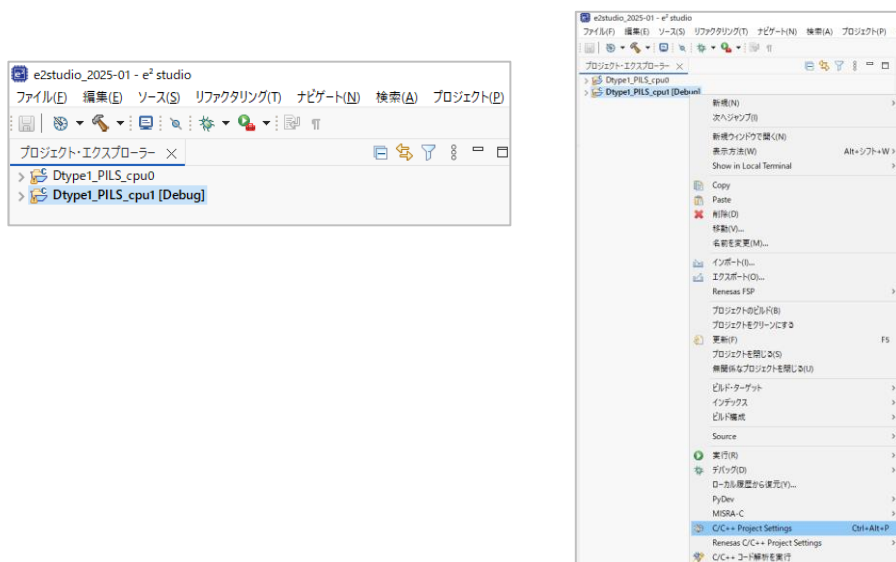 e2studio_2025-01 - e² studio
ファイル(F) 編集(E) ソース(S) リファクタリング(T) ナビゲート(N) 検索(A) プロジェクト(P)
プロジェクト・エクスプローラー
Dtype1_PILS_cpu0
Dtype1_PILS_cpu1 [Debug]
e2studio_2025-01 - e² studio
ファイル(F) 編集(E) ソース(S) リファクタリング(T) ナビゲート(N) 検索(A) プロジェクト(P)
プロジェクト・エクスプローラー
Dtype1_PILS_cpu0
Dtype1_PILS_cpu1 [Debug]
新規(N)
次へジャンプ(I)
新規ウィンドウで開く(N)
表示方法(W) Alt+シフト+W
Show in Local Terminal
Copy
Paste
削除(D)
移動(V)...
名前を変更(M)...
インポート(I)...
エクスポート(O)...
Renesas FSP
プロジェクトのビルド(B)
プロジェクトをクリーンにする
更新(F) F5
プロジェクトを閉じる(S)
無関係なプロジェクトを閉じる(U)
ビルド・ターゲット
インデックス
ビルド構成
Source
実行(R)
デバッグ(D)
ローカル履歴から復元(Y)...
PyDev
MISRA-C
C/C++ Project Settings Ctrl+Alt+P
Renesas C/C++ Project Settings
C/C++ コード解析を実行